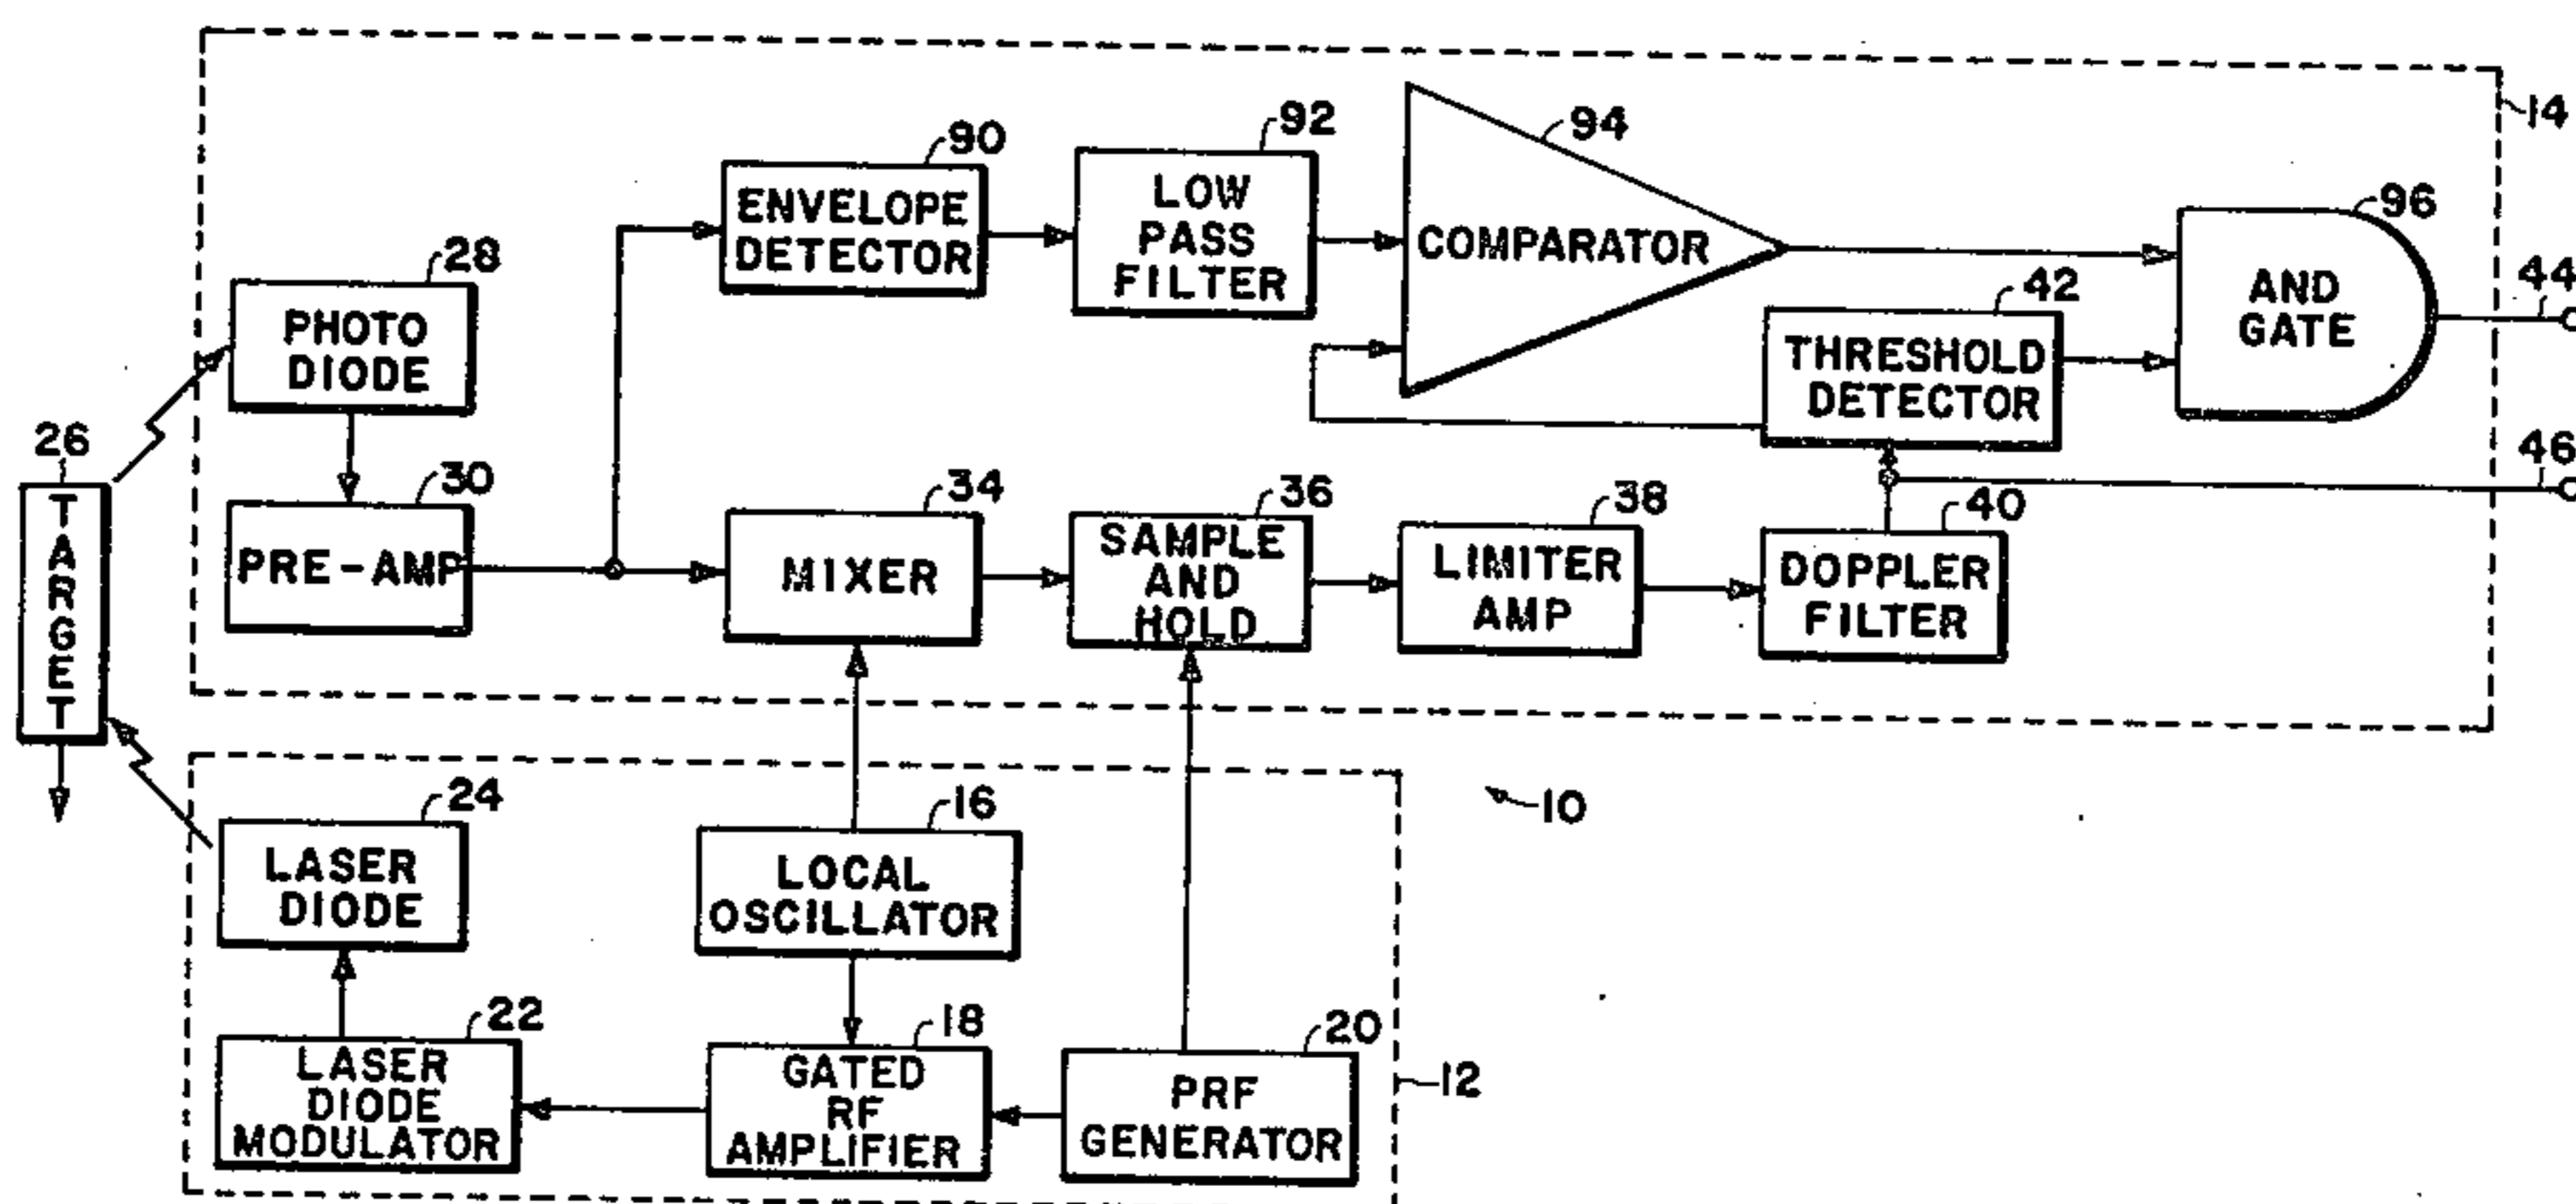 14
90
ENVELOPE
DETECTOR
92
LOW
PASS
FILTER
94
COMPARATOR
96
AND
GATE
44
28
PHOTO
DIODE
42
THRESHOLD
DETECTOR
46
26
TARGET
30
PRE-AMP
34
MIXER
36
SAMPLE
AND
HOLD
38
LIMITER
AMP
40
DOPPLER
FILTER
10
24
LASER
DIODE
16
LOCAL
OSCILLATOR
22
LASER
DIODE
MODULATOR
18
GATED
RF
AMPLIFIER
20
PRF
GENERATOR
12